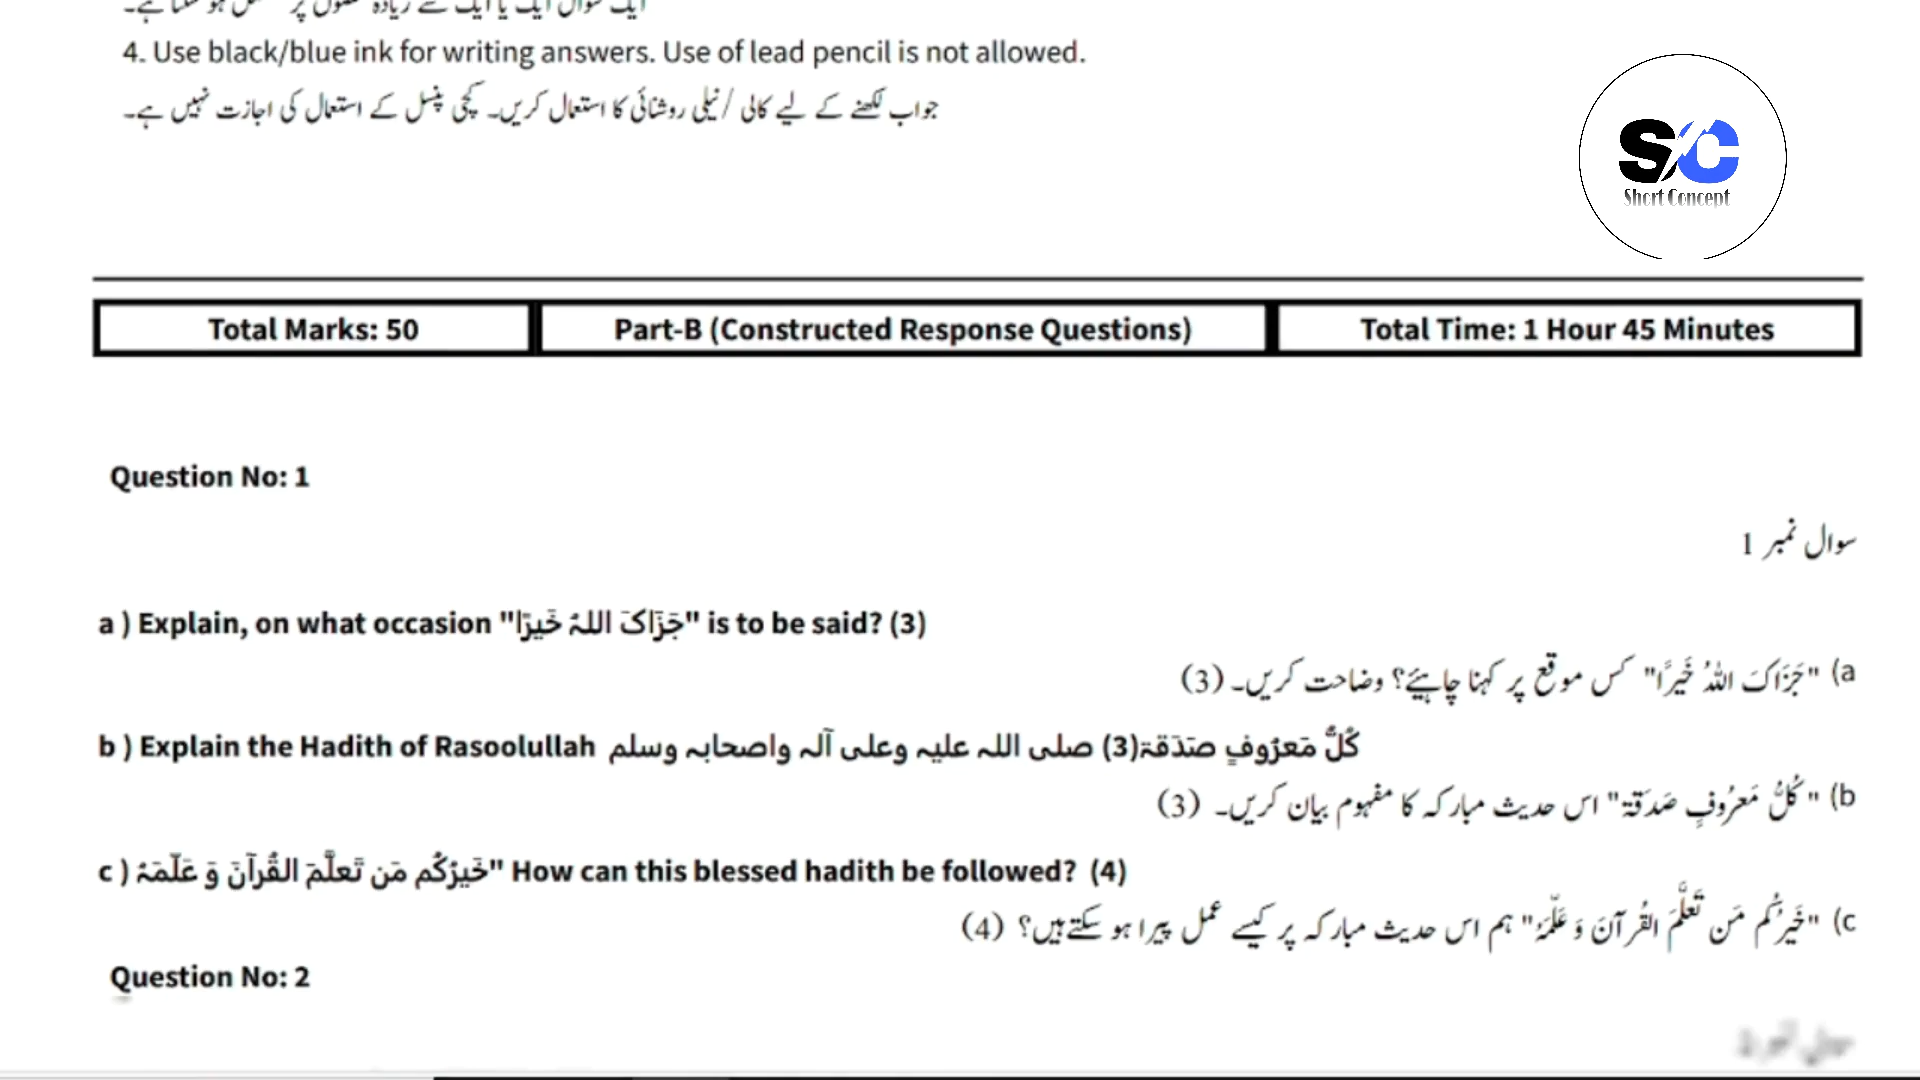 4. Use black/blue ink for writing answers. Use of lead pencil is not allowed.
جواب لکھنے کے لیے کالی /نیلی روشنائی کا استعمال کریں۔ کچی پنسل کے استعمال کی اجازت نہیں ہے۔
S/C
Short Concept
Total Marks: 50
Part-B (Constructed Response Questions)
Total Time: 1 Hour 45 Minutes
Question No: 1
سوال نمبر 1
a ) Explain, on what occasion "جَزَاکَ اللہُ خَیرًا" is to be said? (3)
a) "جَزَاکَ اللہُ خَیرًا" کس موقع پر کہنا چاہیئے؟ وضاحت کریں۔ (3)
b ) Explain the Hadith of Rasoolullah صلی اللہ علیہ وعلی آلہ واصحابہ وسلم (3)کُلُّ مَعرُوفٍ صَدَقَۃ
b) " کُلُّ مَعرُوفٍ صَدَقَۃ" اس حدیث مبارکہ کا مفہوم بیان کریں۔ (3)
c ) خَیرُکُم مَن تَعلَّمَ القُرآنَ وَ عَلَّمَہُ" How can this blessed hadith be followed? (4)
c) "خَیرُکُم مَن تَعَلَّمَ القُرآنَ وَ عَلَّمَہُ" ہم اس حدیث مبارکہ پر کیسے عمل پیرا ہو سکتےہیں؟ (4)
Question No: 2